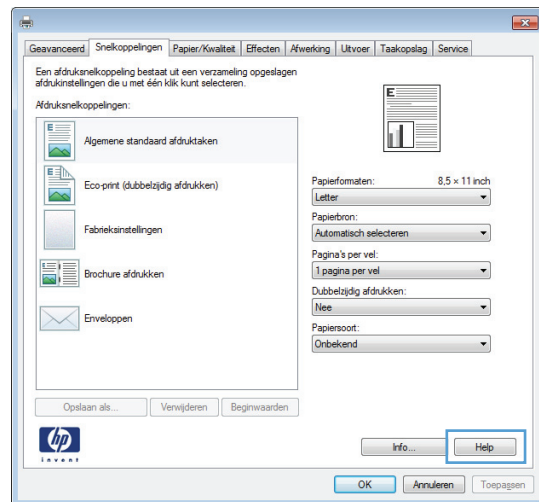 Geavanceerd Snelkoppelingen Papier/Kwaliteit Effecten Afwerking Uitvoer Taakopslag Service
Een afdruksnelkoppeling bestaat uit een verzameling opgeslagen
afdrukinstellingen die u met één klik kunt selecteren.
Afdruksnelkoppelingen:
E
Algemene standaard afdruktaken
E
Eco-print (dubbelzijdig afdrukken)
Fabrieksinstellingen
Brochure afdrukken
Enveloppen
Opslaan als... Verwijderen Beginwaarden
E
Papierformaten: 8,5 × 11 inch
Letter
Papierbron:
Automatisch selecteren
Pagina's per vel:
1 pagina per vel
Dubbelzijdig afdrukken:
Nee
Papiersoort:
Onbekend
hp
invent
Info... Help
OK Annuleren Toepassen